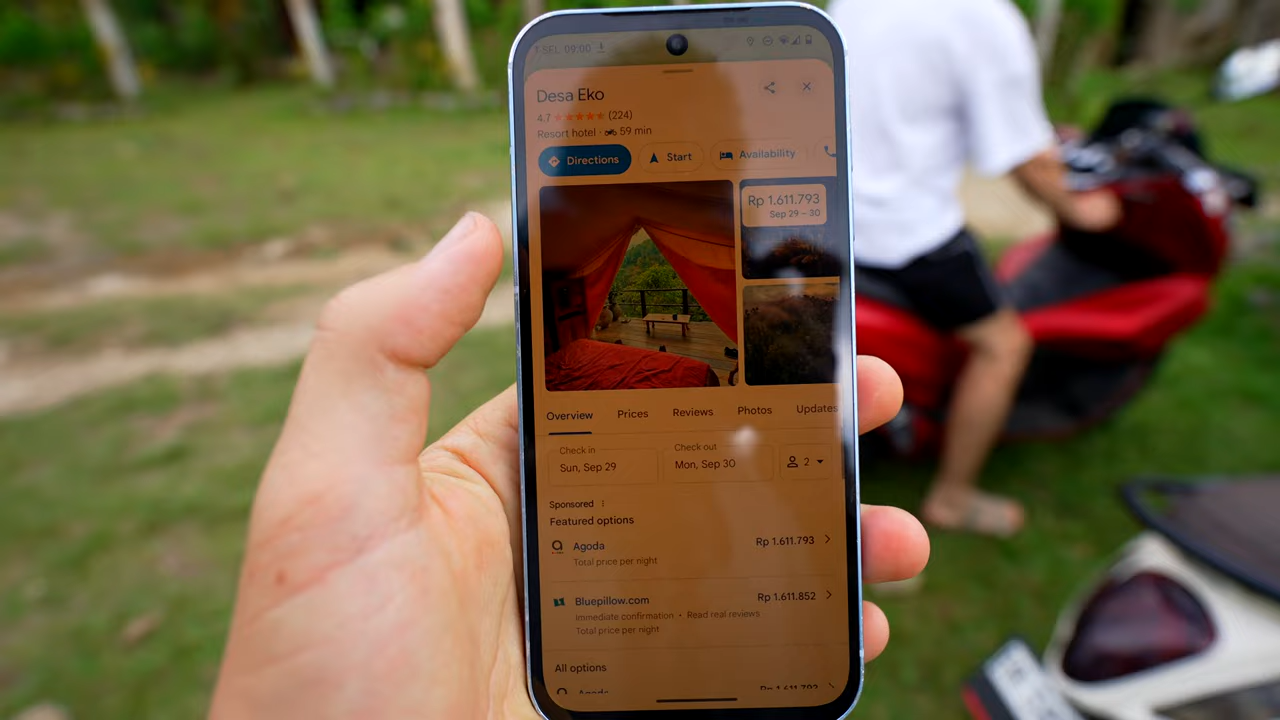 09:00
Desa Eko
4.7 (224)
Resort hotel · 59 min
Directions Start Availability
Rp 1.611.793
Sep 29 – 30
Overview Prices Reviews Photos Updates
Check in Check out
Sun, Sep 29 Mon, Sep 30 2
Sponsored
Featured options
Agoda Rp 1.611.793
Total price per night
Bluepillow.com Rp 1.611.852
Immediate confirmation • Read real reviews
Total price per night
All options
Agoda Rp 1.611.793